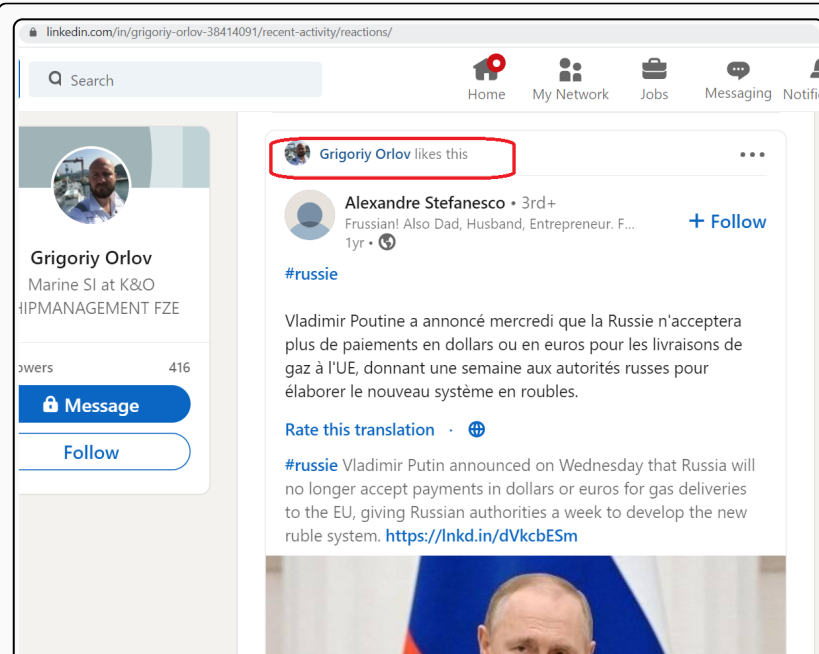 linkedin.com/in/grigoriy-orlov-38414091/recent-activity/reactions/
Search
Home
My Network
Jobs
Messaging
Notifi
Grigoriy Orlov
Marine SI at K&O
HIPMANAGEMENT FZE
owers 416
Message
Follow
Grigoriy Orlov likes this
Alexandre Stefanesco • 3rd+
Frussian! Also Dad, Husband, Entrepreneur. F...
1yr •
+ Follow
#russie
Vladimir Poutine a annoncé mercredi que la Russie n'acceptera
plus de paiements en dollars ou en euros pour les livraisons de
gaz à l'UE, donnant une semaine aux autorités russes pour
élaborer le nouveau système en roubles.
Rate this translation ·
#russie Vladimir Putin announced on Wednesday that Russia will
no longer accept payments in dollars or euros for gas deliveries
to the EU, giving Russian authorities a week to develop the new
ruble system. https://lnkd.in/dVkcbESm